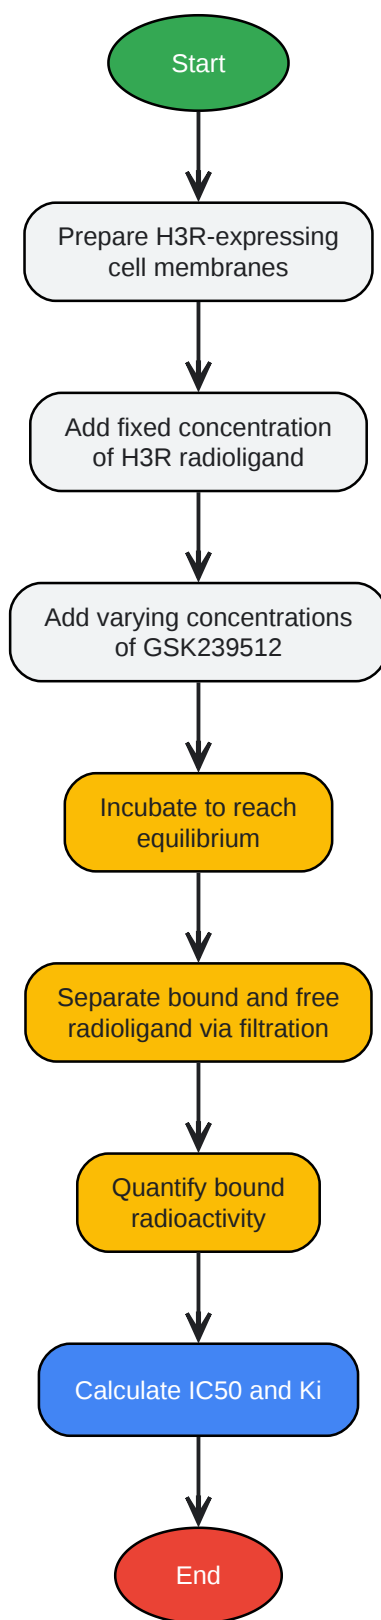 Start
Prepare H3R-expressing
cell membranes
Add fixed concentration
of H3R radioligand
Add varying concentrations
of GSK239512
Incubate to reach
equilibrium
Separate bound and free
radioligand via filtration
Quantify bound
radioactivity
Calculate IC50 and Ki
End